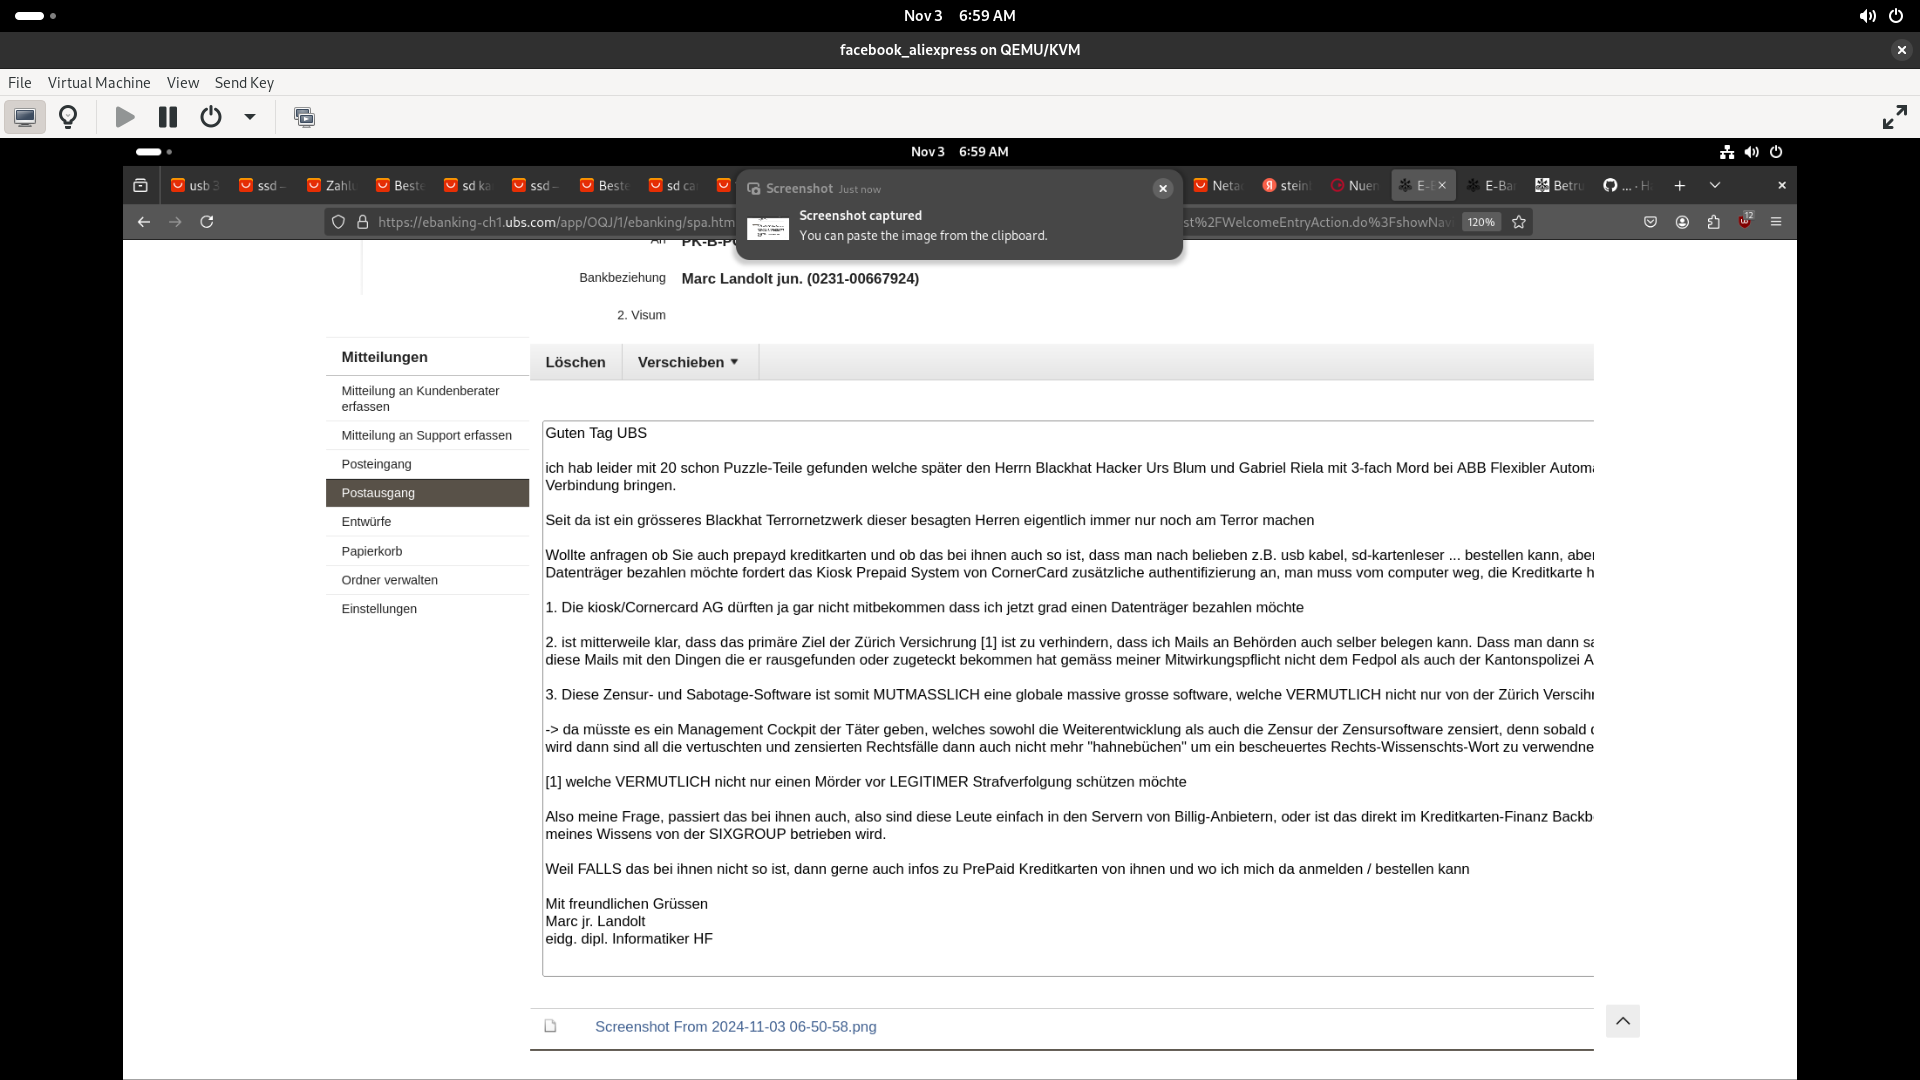 Nov 3 6:59 AM
facebook_aliexpress on QEMU/KVM
File Virtual Machine View Send Key
Nov 3 6:59 AM
usb 3 ssd – Zahlu Beste sd ka ssd – Beste sd ca Neta stein Nuen E-B E-Ba Betru ... · H
Screenshot Just now
Screenshot captured
You can paste the image from the clipboard.
https://ebanking-ch1.ubs.com/app/OQJ/1/ebanking/spa.htm st%2FWelcomeEntryAction.do%3FshowNav 120% 12
An
Bankbeziehung Marc Landolt jun. (0231-00667924)
2. Visum
Mitteilungen
Mitteilung an Kundenberater
erfassen
Mitteilung an Support erfassen
Posteingang
Postausgang
Entwürfe
Papierkorb
Ordner verwalten
Einstellungen
Löschen Verschieben
Guten Tag UBS
ich hab leider mit 20 schon Puzzle-Teile gefunden welche später den Herrn Blackhat Hacker Urs Blum und Gabriel Riela mit 3-fach Mord bei ABB Flexibler Automa
Verbindung bringen.
Seit da ist ein grösseres Blackhat Terrornetzwerk dieser besagten Herren eigentlich immer nur noch am Terror machen
Wollte anfragen ob Sie auch prepayd kreditkarten und ob das bei ihnen auch so ist, dass man nach belieben z.B. usb kabel, sd-kartenleser ... bestellen kann, aber
Datenträger bezahlen möchte fordert das Kiosk Prepaid System von CornerCard zusätzliche authentifizierung an, man muss vom computer weg, die Kreditkarte h
1. Die kiosk/Cornercard AG dürften ja gar nicht mitbekommen dass ich jetzt grad einen Datenträger bezahlen möchte
2. ist mitterweile klar, dass das primäre Ziel der Zürich Versichrung [1] ist zu verhindern, dass ich Mails an Behörden auch selber belegen kann. Dass man dann sa
diese Mails mit den Dingen die er rausgefunden oder zugeteckt bekommen hat gemäss meiner Mitwirkungspflicht nicht dem Fedpol als auch der Kantonspolizei A
3. Diese Zensur- und Sabotage-Software ist somit MUTMASSLICH eine globale massive grosse software, welche VERMUTLICH nicht nur von der Zürich Verscihr
-> da müsste es ein Management Cockpit der Täter geben, welches sowohl die Weiterentwicklung als auch die Zensur der Zensursoftware zensiert, denn sobald d
wird dann sind all die vertuschten und zensierten Rechtsfälle dann auch nicht mehr "hahnebüchen" um ein bescheuertes Rechts-Wissenschts-Wort zu verwendne
[1] welche VERMUTLICH nicht nur einen Mörder vor LEGITIMER Strafverfolgung schützen möchte
Also meine Frage, passiert das bei ihnen auch, also sind diese Leute einfach in den Servern von Billig-Anbietern, oder ist das direkt im Kreditkarten-Finanz Backb
meines Wissens von der SIXGROUP betrieben wird.
Weil FALLS das bei ihnen nicht so ist, dann gerne auch infos zu PrePaid Kreditkarten von ihnen und wo ich mich da anmelden / bestellen kann
Mit freundlichen Grüssen
Marc jr. Landolt
eidg. dipl. Informatiker HF
Screenshot From 2024-11-03 06-50-58.png